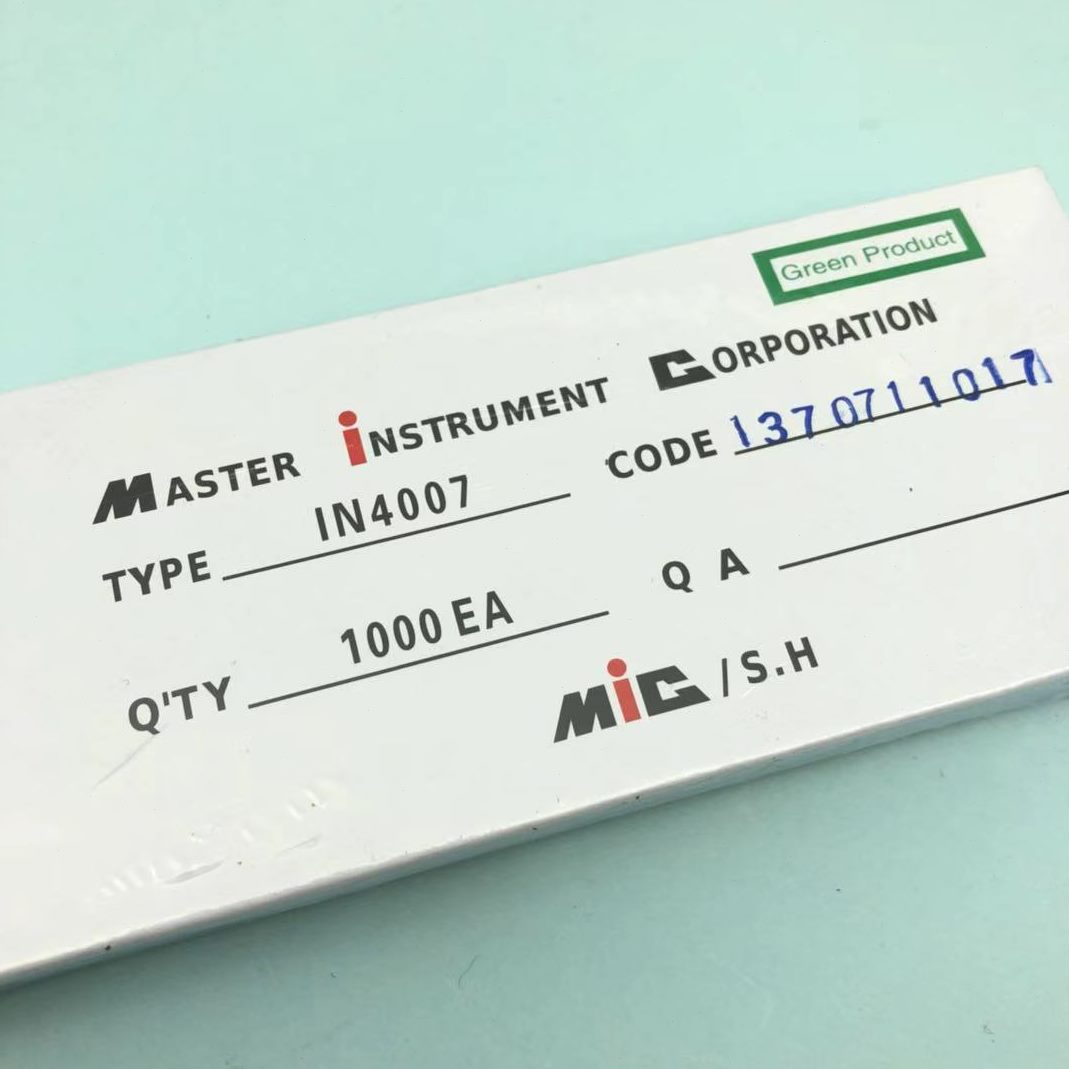 Green Product
MASTER iNSTRUMENT CORPORATION
TYPE IN4007 CODE 1370711017
Q'TY 1000 EA Q A
MiC / S.H